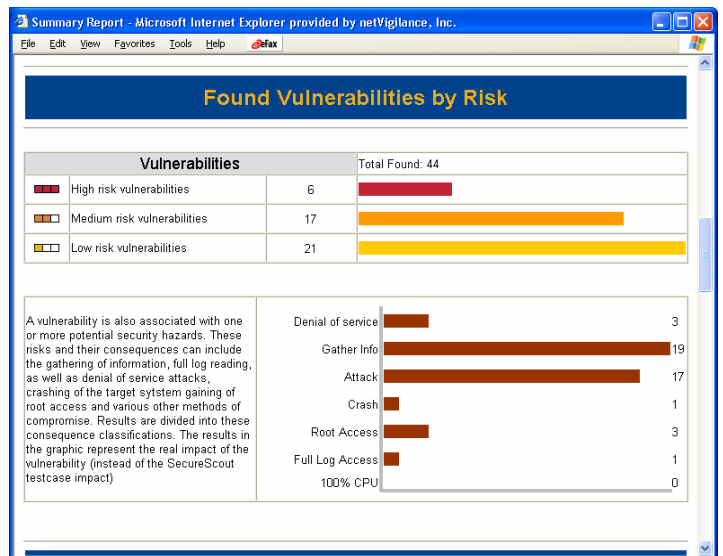 Summary Report - Microsoft Internet Explorer provided by netVigilance, Inc.
File Edit View Favorites Tools Help eFax
Found Vulnerabilities by Risk
Vulnerabilities Total Found: 44
High risk vulnerabilities 6
Medium risk vulnerabilities 17
Low risk vulnerabilities 21
A vulnerability is also associated with one
or more potential security hazards. These
risks and their consequences can include
the gathering of information, full log reading,
as well as denial of service attacks,
crashing of the target sytstem gaining of
root access and various other methods of
compromise. Results are divided into these
consequence classifications. The results in
the graphic represent the real impact of the
vulnerability (instead of the SecureScout
testcase impact)
Denial of service 3
Gather Info 19
Attack 17
Crash 1
Root Access 3
Full Log Access 1
100% CPU 0